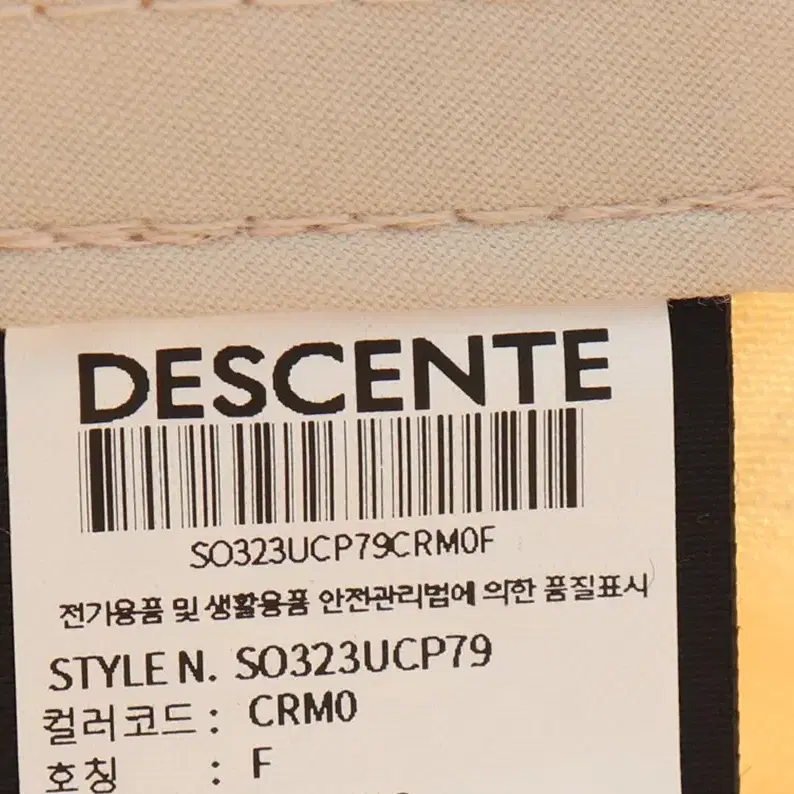 DESCENTE
SO323UCP79CRM0F
전기용품 및 생활용품 안전관리법에 의한 품질표시
STYLE N. SO323UCP79
컬러코드 : CRM0
호칭 : F